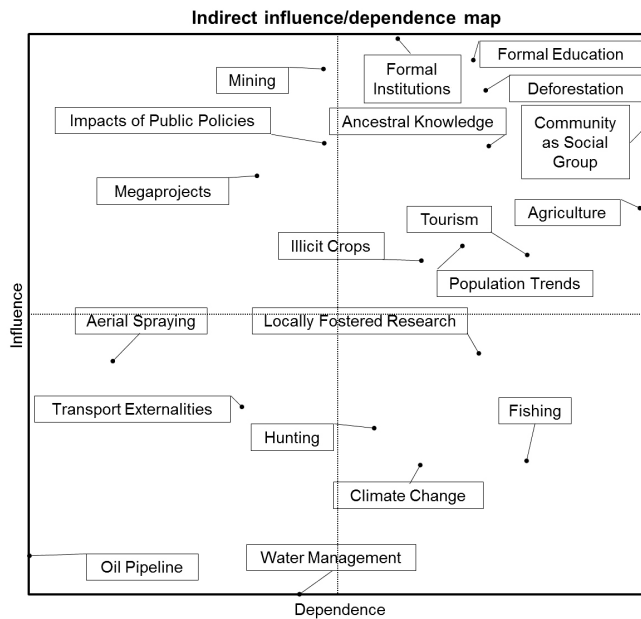 Indirect influence/dependence map
Formal Education
Mining
Formal
Institutions
Deforestation
Impacts of Public Policies
Ancestral Knowledge
Community
as Social
Group
Megaprojects
Agriculture
Tourism
Illicit Crops
Population Trends
Influence
Aerial Spraying
Locally Fostered Research
Transport Externalities
Fishing
Hunting
Climate Change
Water Management
Oil Pipeline
Dependence